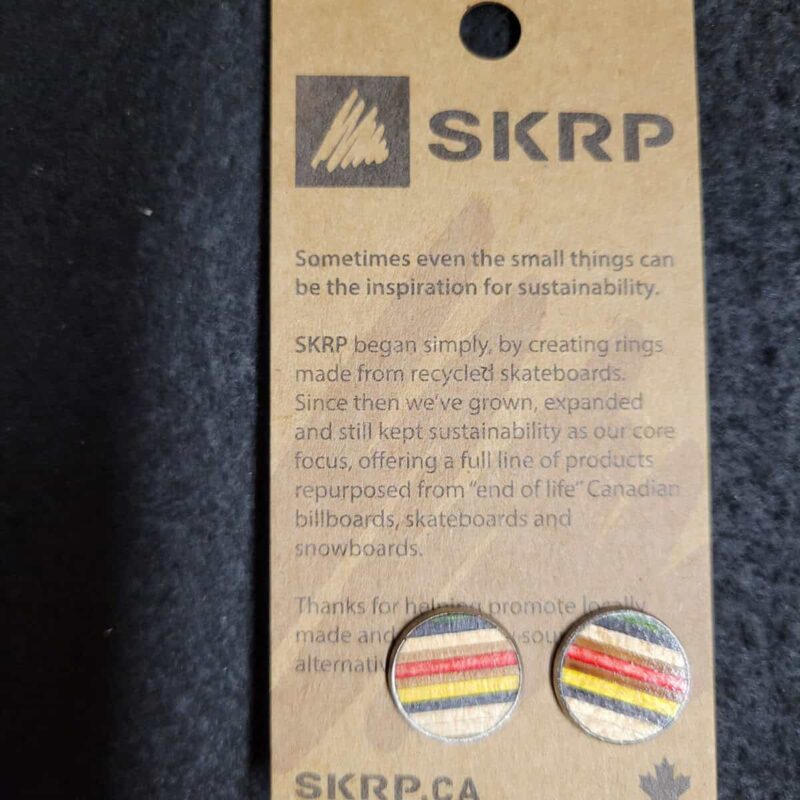 SKRP
Sometimes even the small things can
be the inspiration for sustainability.
SKRP began simply, by creating rings
made from recycled skateboards.
Since then we've grown, expanded
and still kept sustainability as our core
focus, offering a full line of products
repurposed from "end of life" Canadian
billboards, skateboards and
snowboards.
Thanks for helping promote locally
made and
SKRP.CA